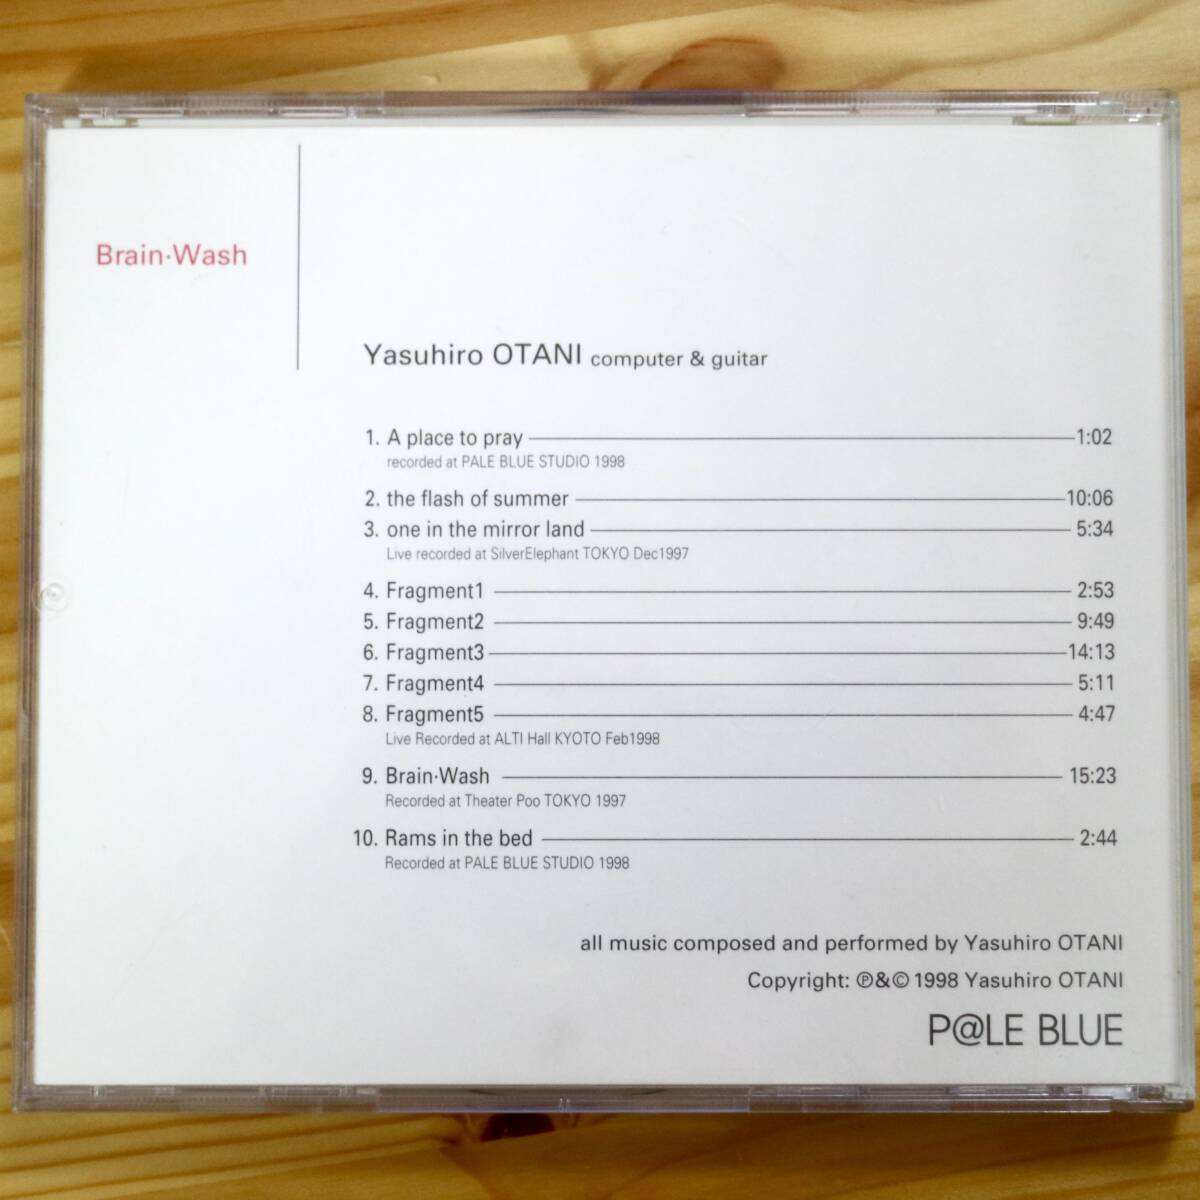 Brain·Wash
Yasuhiro OTANI computer & guitar
1. A place to pray 1:02
recorded at PALE BLUE STUDIO 1998
2. the flash of summer 10:06
3. one in the mirror land 5:34
Live recorded at SilverElephant TOKYO Dec1997
4. Fragment1 2:53
5. Fragment2 9:49
6. Fragment3 14:13
7. Fragment4 5:11
8. Fragment5 4:47
Live Recorded at ALTI Hall KYOTO Feb1998
9. Brain·Wash 15:23
Recorded at Theater Poo TOKYO 1997
10. Rams in the bed 2:44
Recorded at PALE BLUE STUDIO 1998
all music composed and performed by Yasuhiro OTANI
Copyright: ℗&© 1998 Yasuhiro OTANI
P@LE BLUE